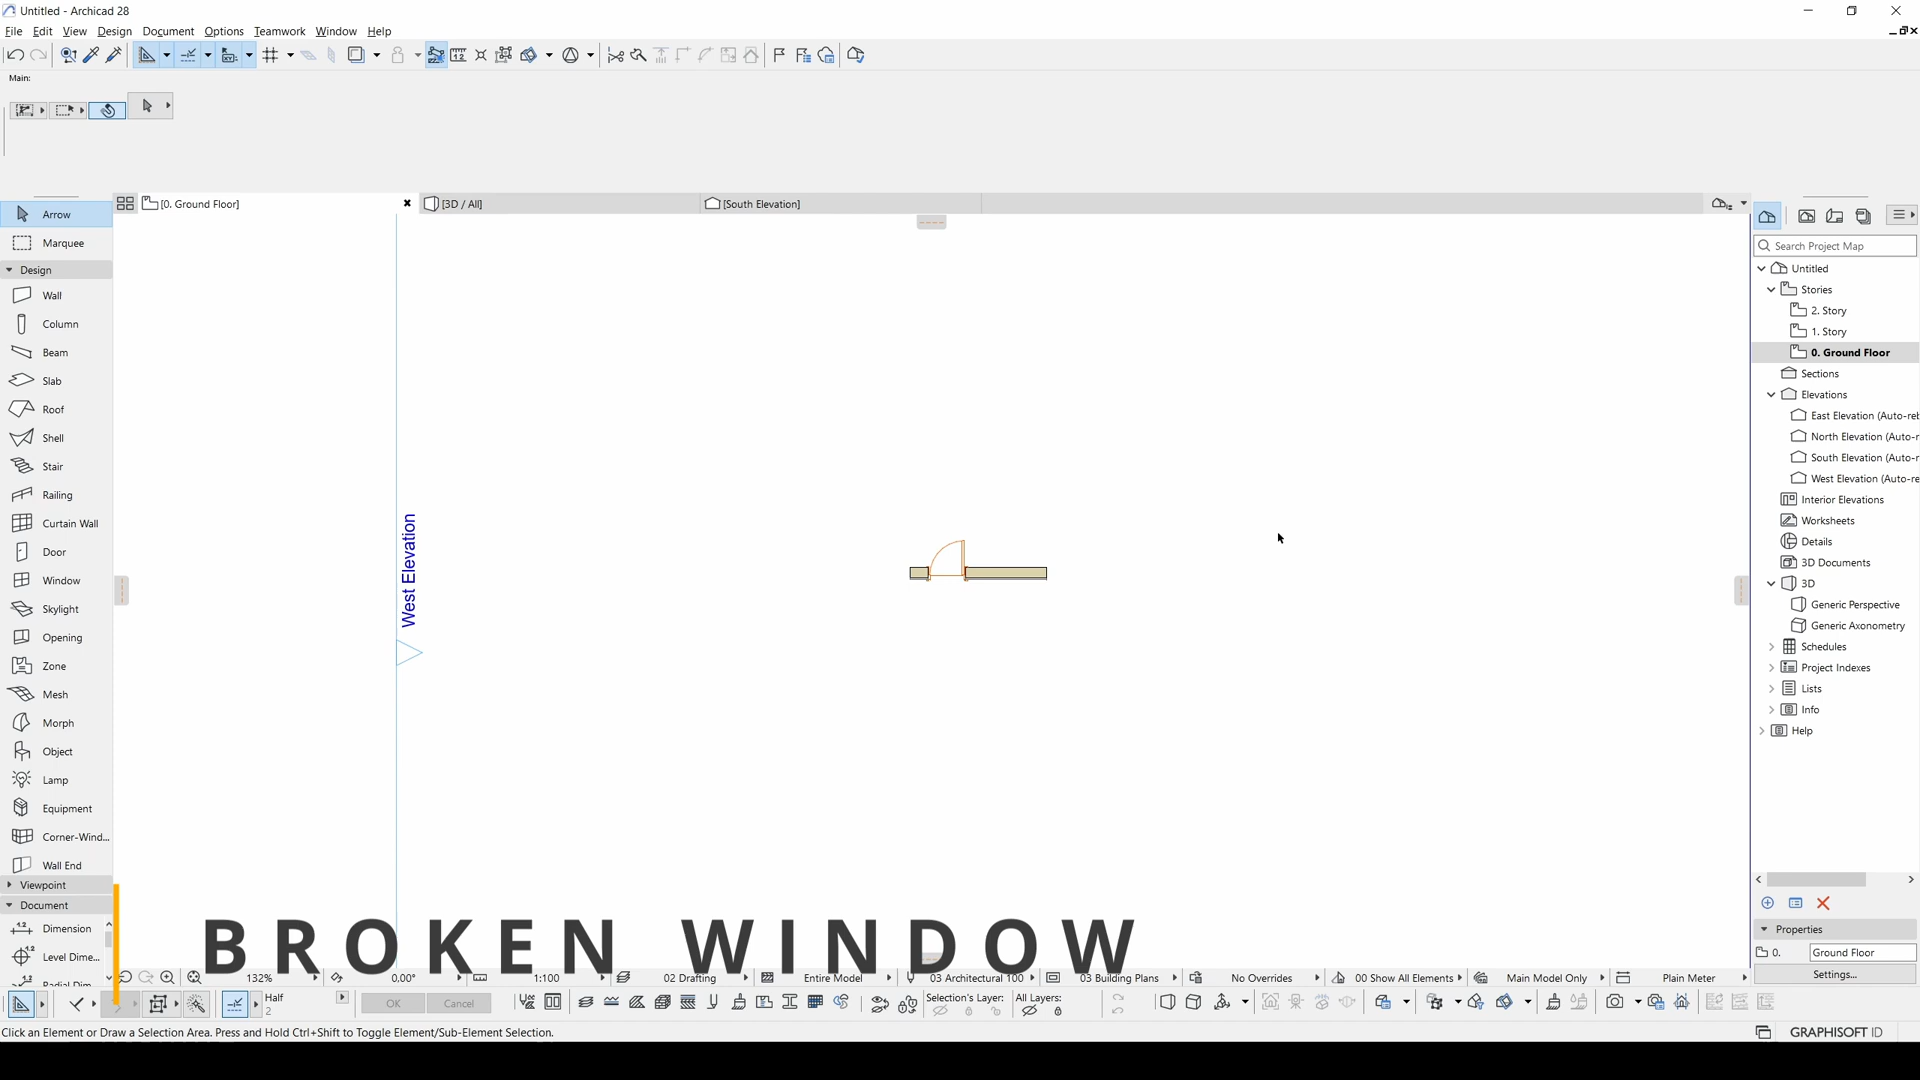 Untitled - Archicad 28
File Edit View Design Document Options Teamwork Window Help
Main:
[0. Ground Floor]
[3D / All]
[South Elevation]
Arrow
Marquee
Design
Wall
Column
Beam
Slab
Roof
Shell
Stair
Railing
Curtain Wall
Door
Window
Skylight
Opening
Zone
Mesh
Morph
Object
Lamp
Equipment
Corner-Wind...
Wall End
Viewpoint
Document
Dimension
Level Dime...
West Elevation
BROKEN WINDOW
Search Project Map
Untitled
Stories
2. Story
1. Story
0. Ground Floor
Sections
Elevations
East Elevation (Auto-reb
North Elevation (Auto-r
South Elevation (Auto-r
West Elevation (Auto-re
Interior Elevations
Worksheets
Details
3D Documents
3D
Generic Perspective
Generic Axonometry
Schedules
Project Indexes
Lists
Info
Help
Properties
0. Ground Floor
Settings...
132% 0,00° 1:100 02 Drafting Entire Model 03 Architectural 100 03 Building Plans No Overrides 00 Show All Elements Main Model Only Plain Meter
Half
2
OK Cancel
Selection's Layer:
All Layers:
Click an Element or Draw a Selection Area. Press and Hold Ctrl+Shift to Toggle Element/Sub-Element Selection.
GRAPHISOFT ID